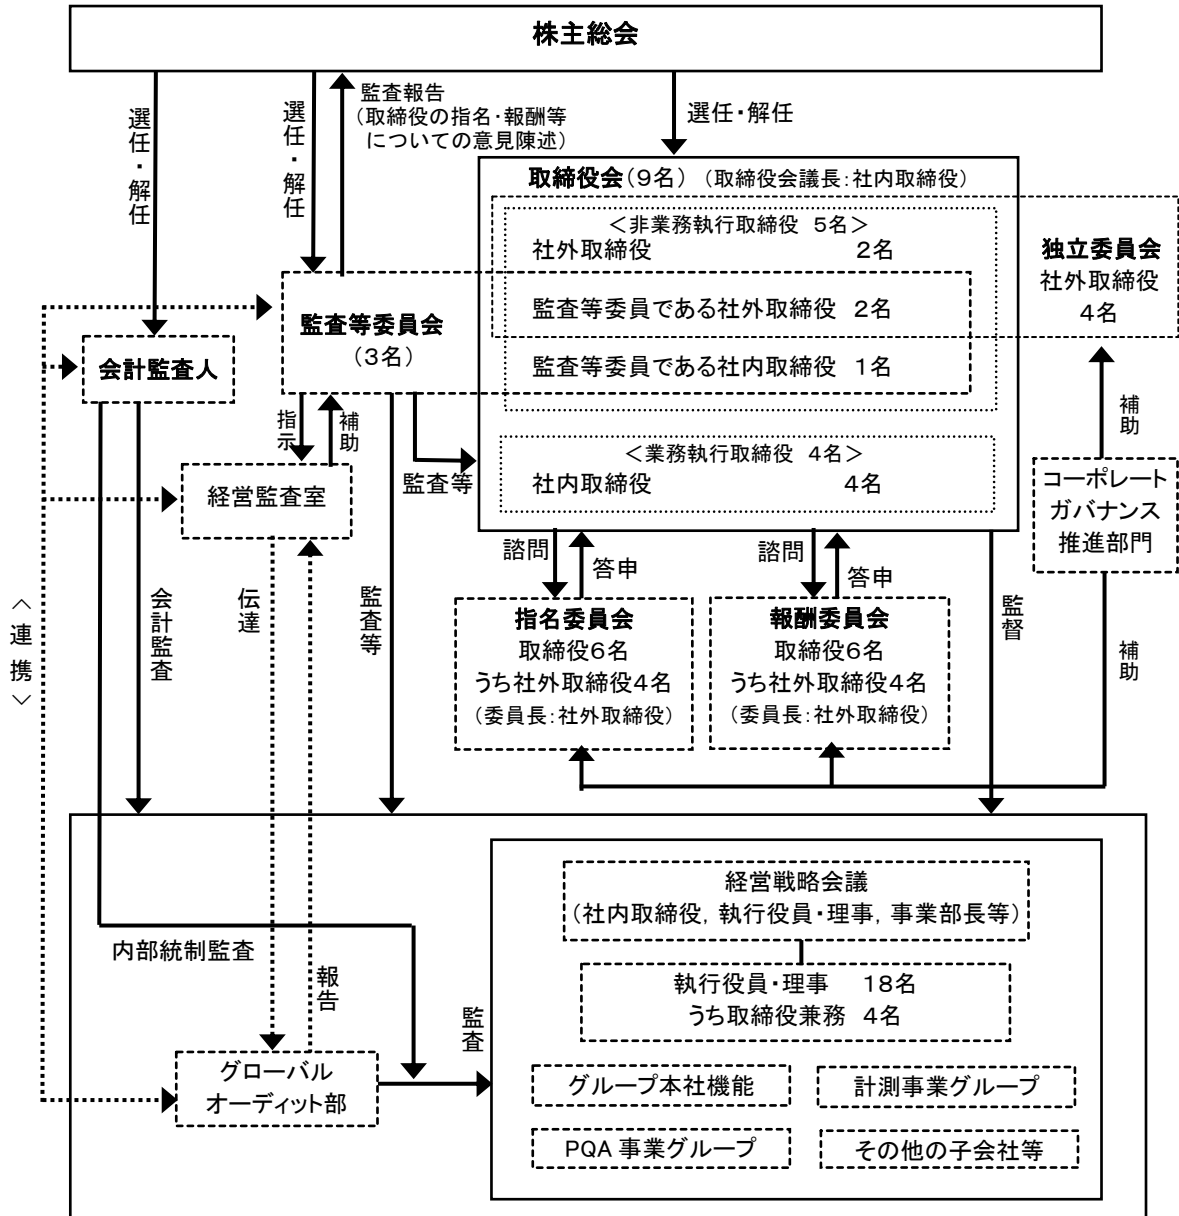 株主総会
選任・解任
選任・解任
監査報告
(取締役の指名・報酬等
についての意見陳述)
選任・解任
取締役会(9名) (取締役会議長:社内取締役)
<非業務執行取締役 5名>
社外取締役 2名
監査等委員である社外取締役 2名
監査等委員である社内取締役 1名
独立委員会
社外取締役
4名
監査等委員会
(3名)
会計監査人
指示
補助
監査等
<業務執行取締役 4名>
社内取締役 4名
補助
経営監査室
コーポレート
ガバナンス
推進部門
諮問
答申
諮問
答申
<連携>
会計監査
伝達
監査等
指名委員会
取締役6名
うち社外取締役4名
(委員長:社外取締役)
報酬委員会
取締役6名
うち社外取締役4名
(委員長:社外取締役)
監督
補助
経営戦略会議
(社内取締役, 執行役員・理事, 事業部長等)
内部統制監査
報告
執行役員・理事 18名
うち取締役兼務 4名
監査
グローバル
オーディット部
グループ本社機能
計測事業グループ
PQA 事業グループ
その他の子会社等